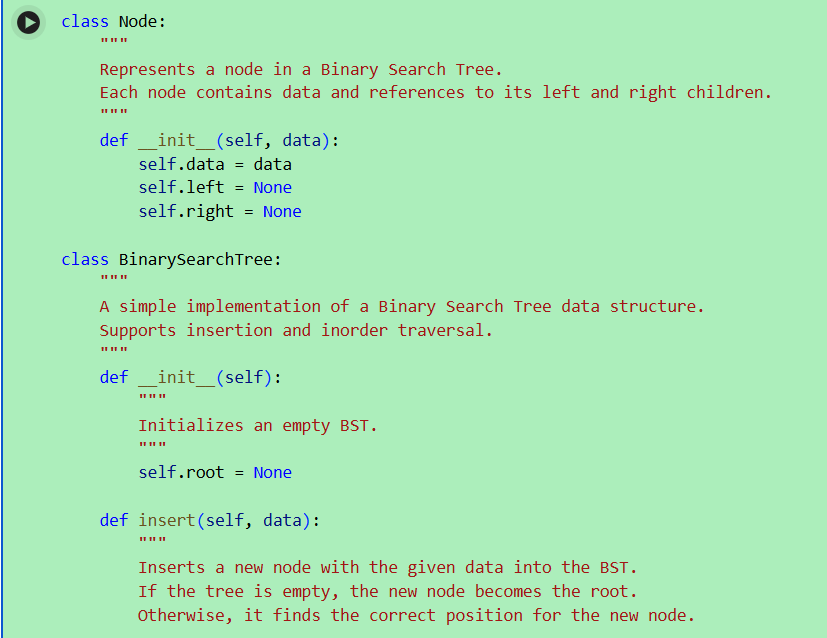 class Node:
    """
    Represents a node in a Binary Search Tree.
    Each node contains data and references to its left and right children.
    """
    def __init__(self, data):
        self.data = data
        self.left = None
        self.right = None

class BinarySearchTree:
    """
    A simple implementation of a Binary Search Tree data structure.
    Supports insertion and inorder traversal.
    """
    def __init__(self):
        """
        Initializes an empty BST.
        """
        self.root = None

    def insert(self, data):
        """
        Inserts a new node with the given data into the BST.
        If the tree is empty, the new node becomes the root.
        Otherwise, it finds the correct position for the new node.